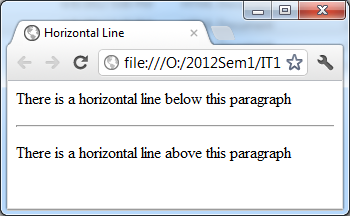 Horizontal Line
file:///O:/2012Sem1/IT1
There is a horizontal line below this paragraph
There is a horizontal line above this paragraph